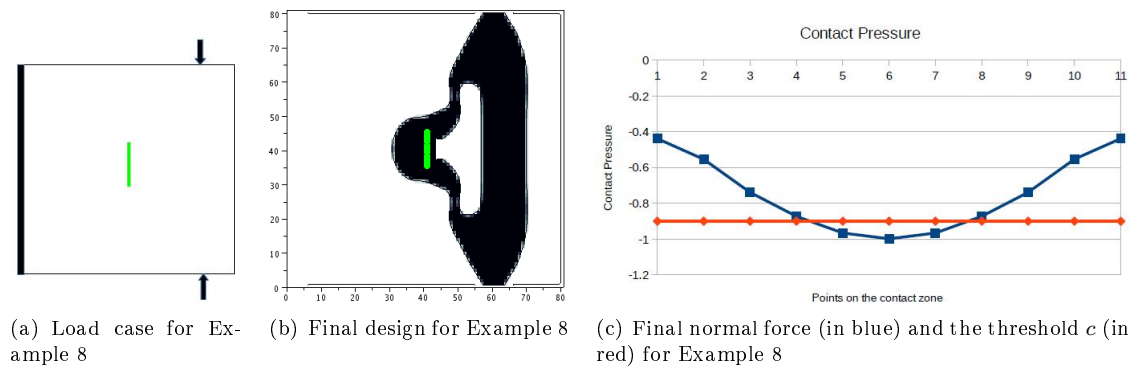 80
70
60
50
40
30
20
10
0
0 10 20 30 40 50 60 70 80
Contact Pressure
Contact Pressure
0
-0.2
-0.4
-0.6
-0.8
-1
-1.2
1 2 3 4 5 6 7 8 9 10 11
Points on the contact zone
(a) Load case for Ex-
ample 8
(b) Final design for Example 8
(c) Final normal force (in blue) and the threshold c (in
red) for Example 8